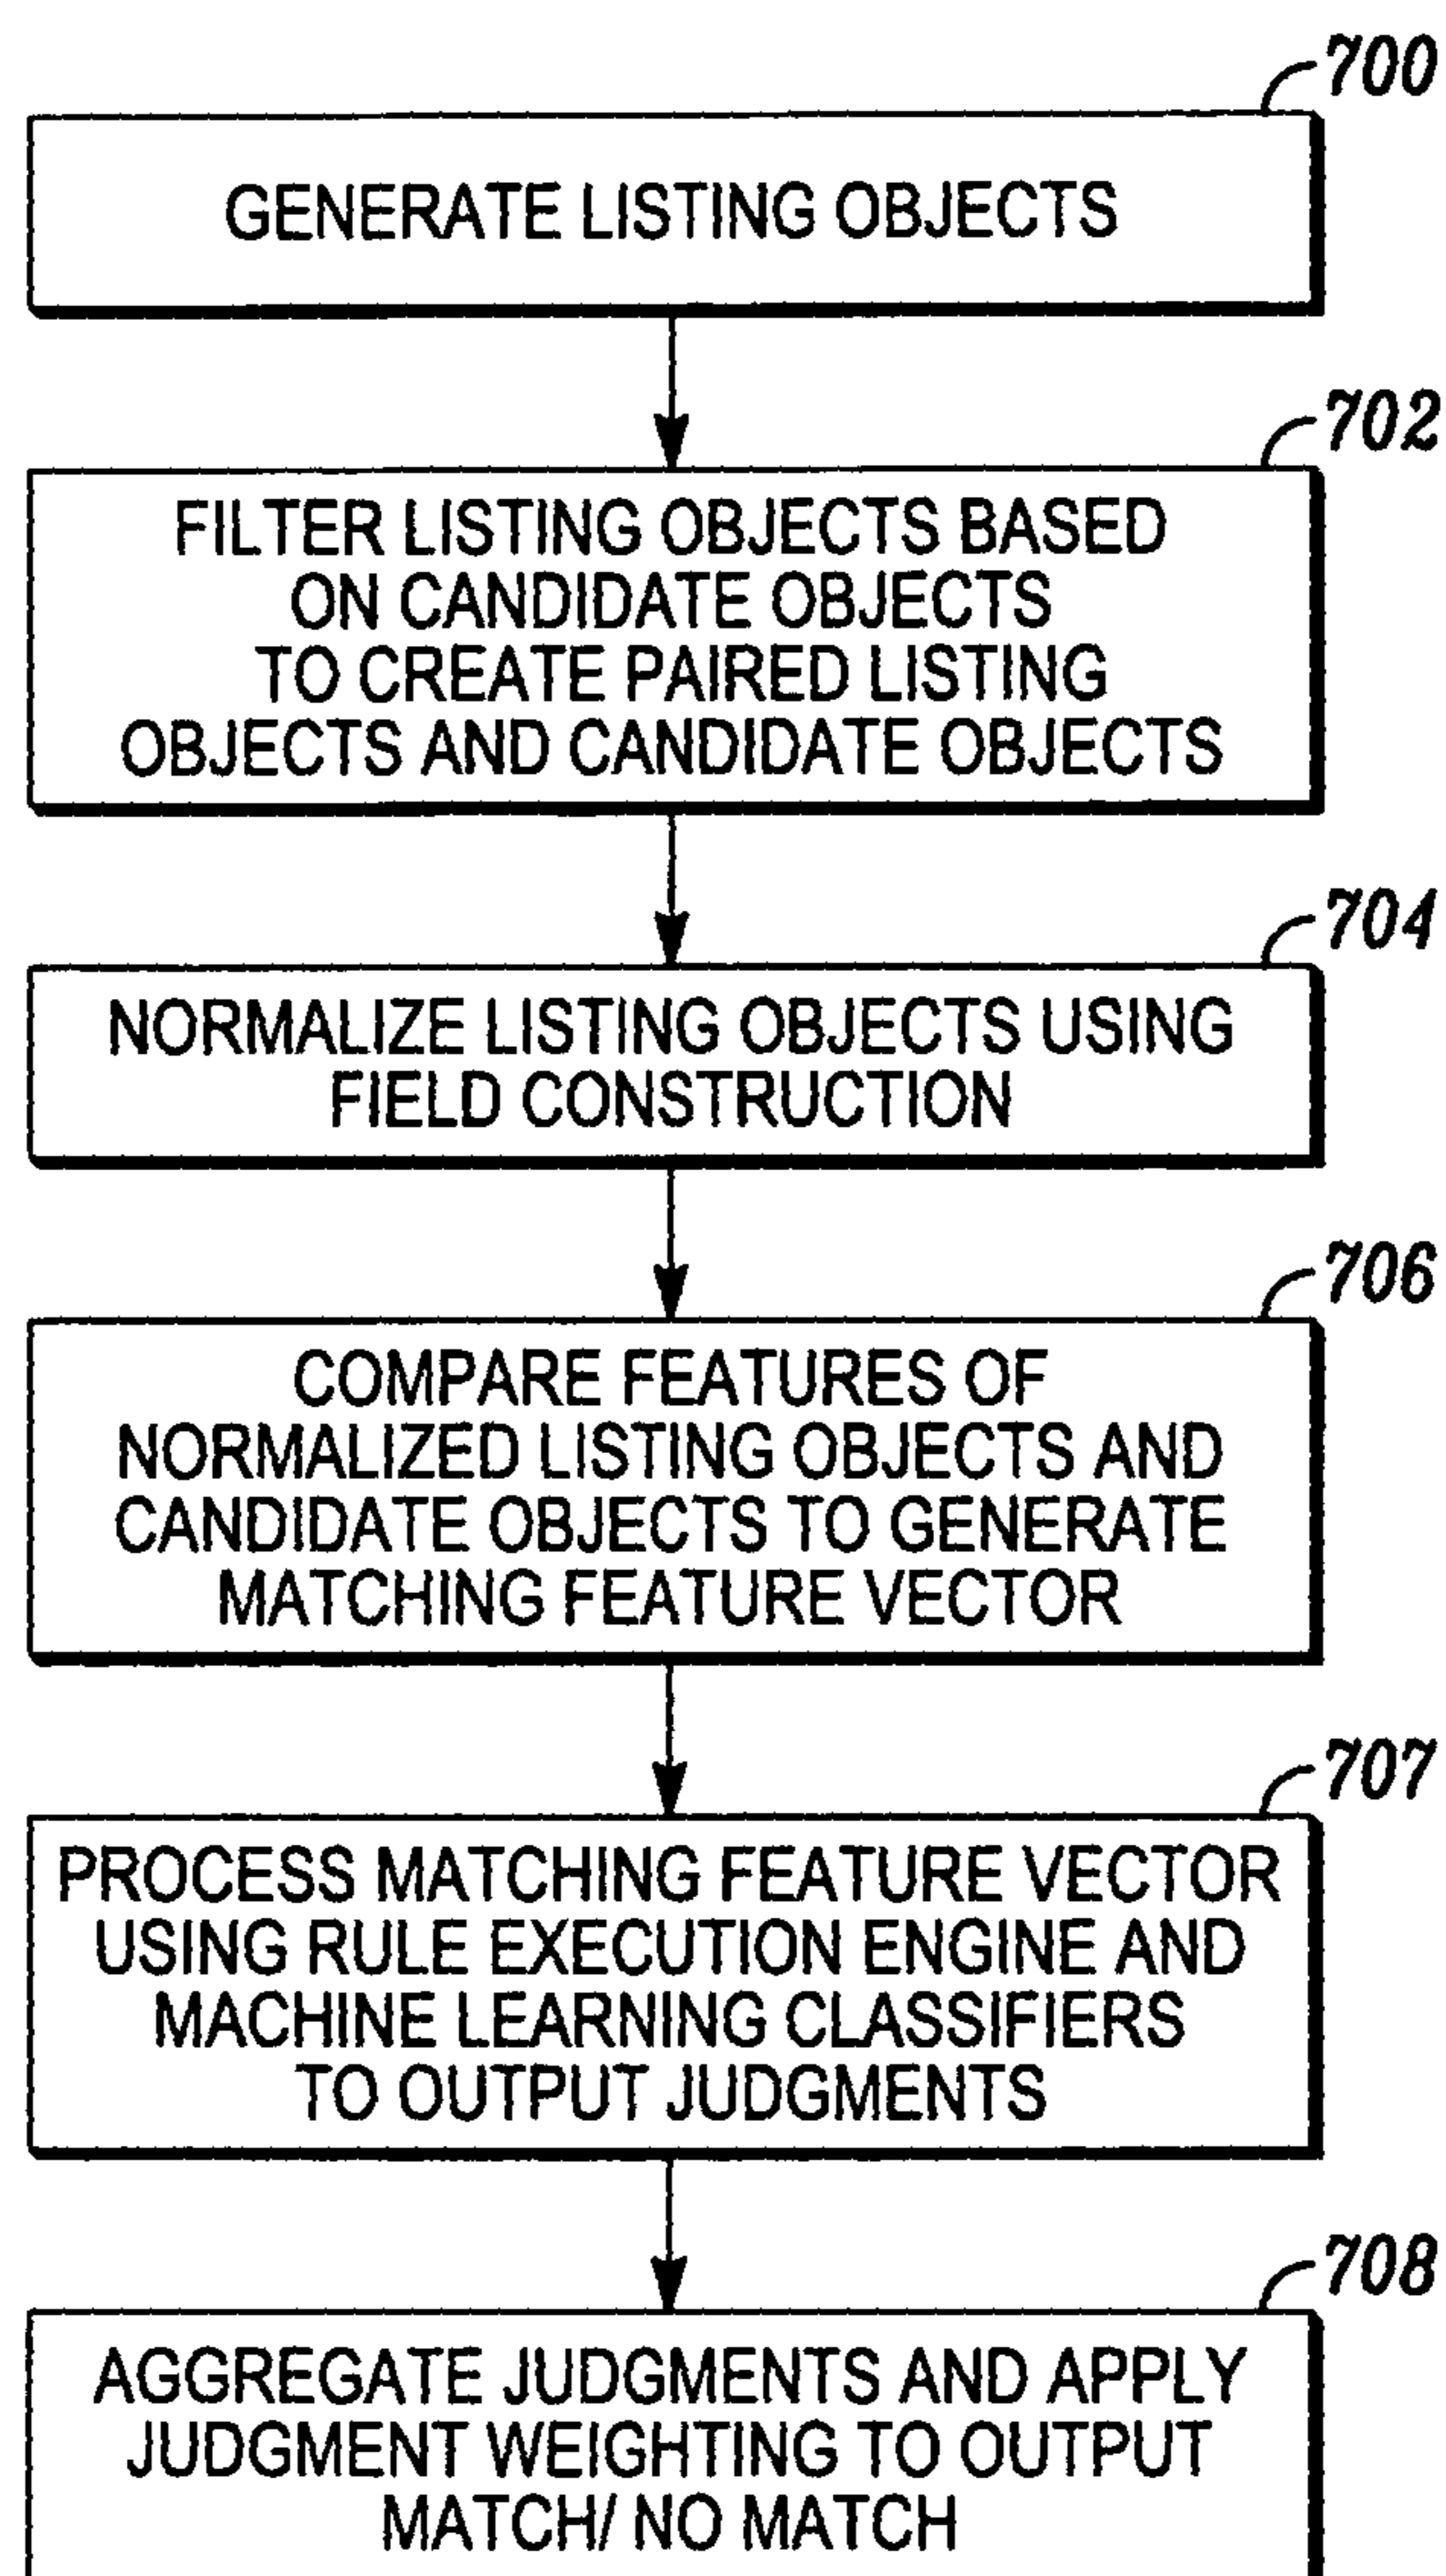 700
GENERATE LISTING OBJECTS
702
FILTER LISTING OBJECTS BASED
ON CANDIDATE OBJECTS
TO CREATE PAIRED LISTING
OBJECTS AND CANDIDATE OBJECTS
704
NORMALIZE LISTING OBJECTS USING
FIELD CONSTRUCTION
706
COMPARE FEATURES OF
NORMALIZED LISTING OBJECTS AND
CANDIDATE OBJECTS TO GENERATE
MATCHING FEATURE VECTOR
707
PROCESS MATCHING FEATURE VECTOR
USING RULE EXECUTION ENGINE AND
MACHINE LEARNING CLASSIFIERS
TO OUTPUT JUDGMENTS
708
AGGREGATE JUDGMENTS AND APPLY
JUDGMENT WEIGHTING TO OUTPUT
MATCH/ NO MATCH